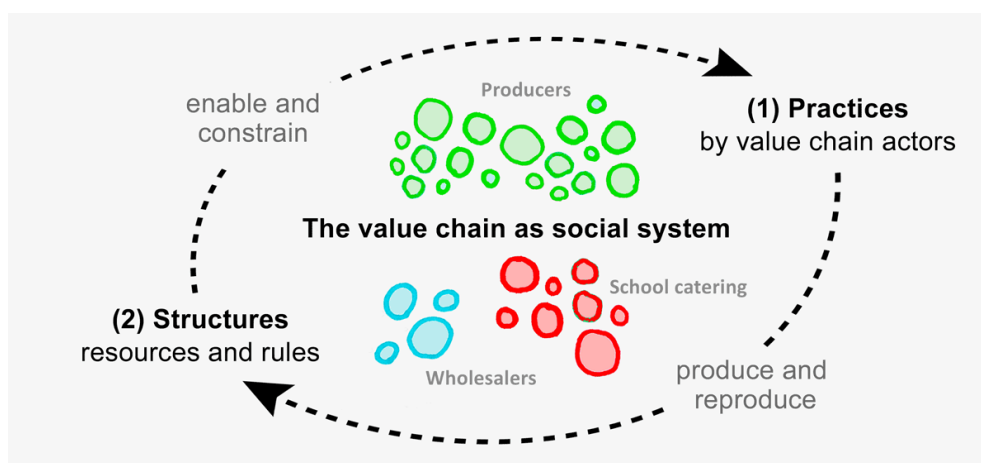 Producers
enable and
constrain
(1) Practices
by value chain actors
The value chain as social system
School catering
(2) Structures
resources and rules
Wholesalers
produce and
reproduce